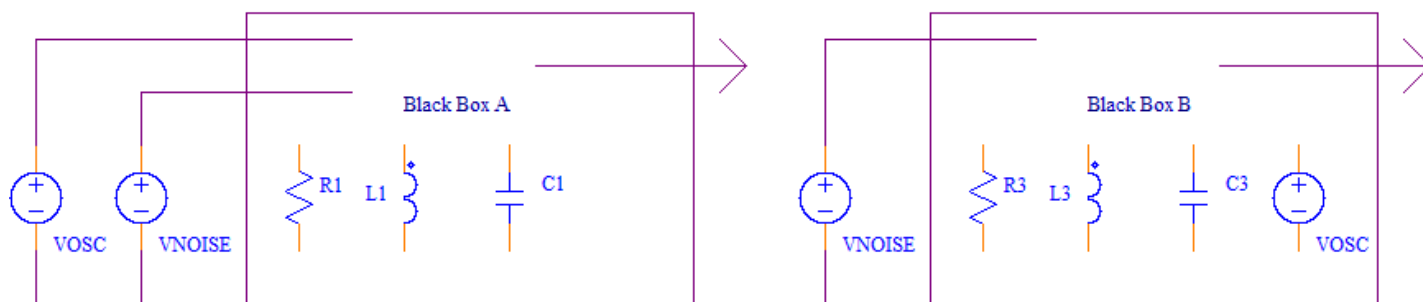 Black Box A
R1
L1
C1
VOSC
VNOISE
Black Box B
R3
L3
C3
VNOISE
VOSC